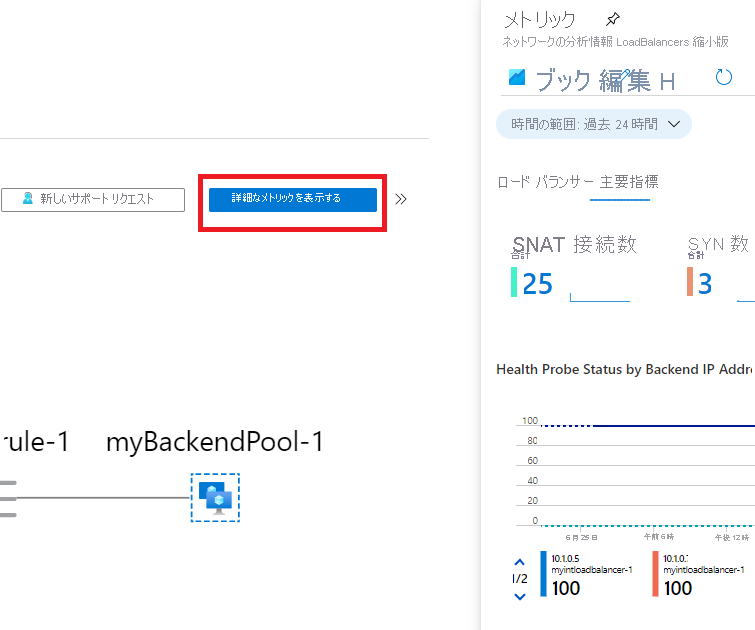 新しいサポート リクエスト
詳細なメトリックを表示する
rule-1
myBackendPool-1
メトリック
ネットワークの分析情報 LoadBalancers 縮小版
ブック 編集 H
時間の範囲: 過去 24 時間
ロード バランサー 主要指標
SNAT 接続数
合計
25
SYN 数
合計
3
Health Probe Status by Backend IP Addr
100
80
60
40
20
0
6月25日
午前6時
午後12時
1/2
10.1.0.5
myintloadbalancer-1
100
10.1.0.
myintloadbalancer-1
100